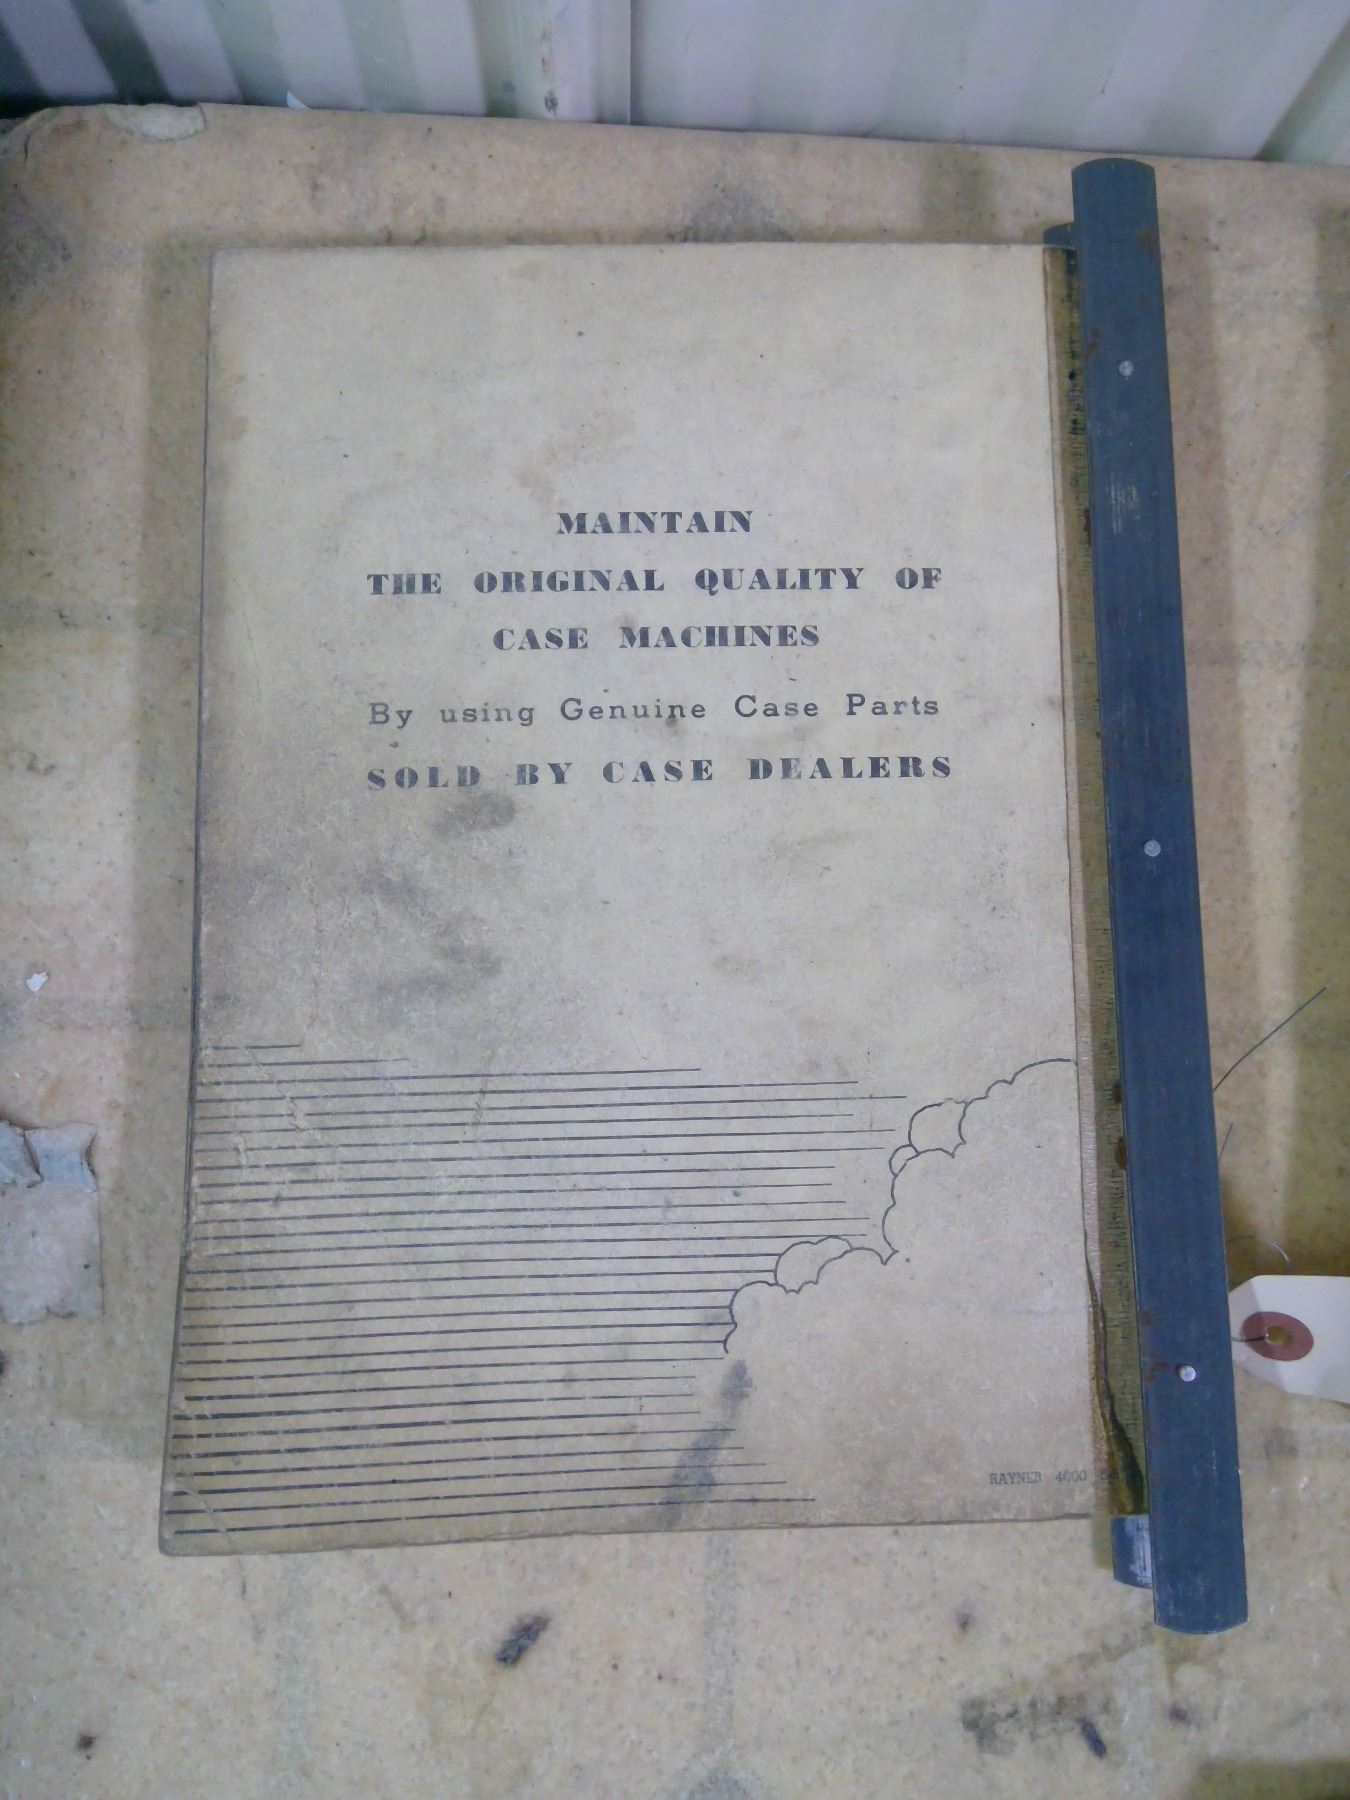 MAINTAIN
THE ORIGINAL QUALITY OF
CASE MACHINES
By using Genuine Case Parts
SOLD BY CASE DEALERS
RAYNER 4000